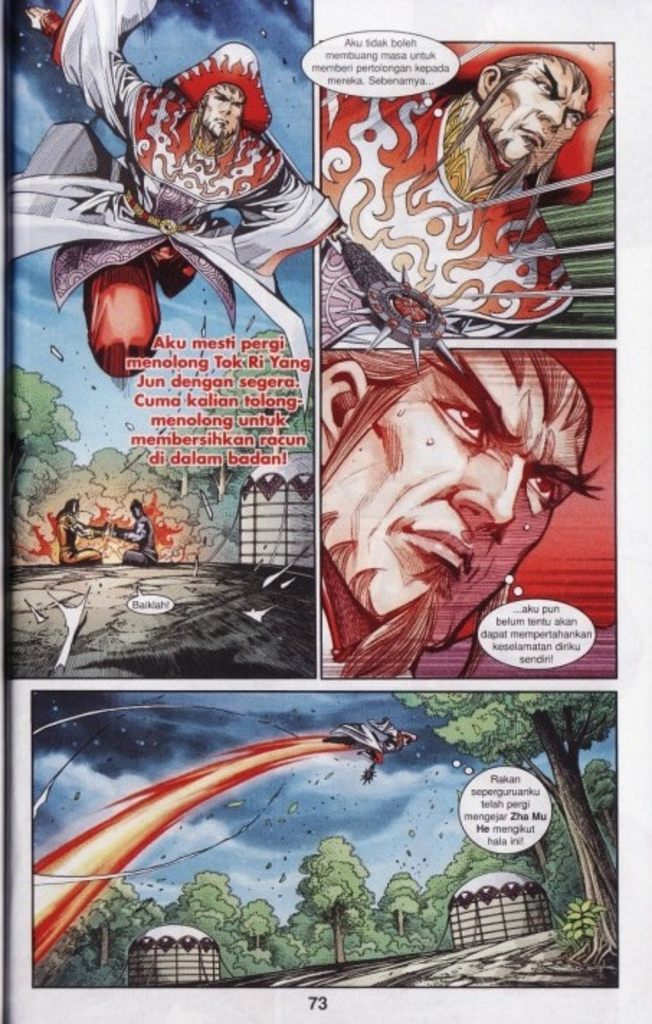 Aku mesti pergi
menolong Tok Ri Yang
Jun dengan segera.
Cuma kalian tolong-
menolong untuk
membersihkan racun
di dalam badan!
Baiklah!
Aku tidak boleh
membuang masa untuk
memberi pertolongan kepada
mereka. Sebenarnya...
...aku pun
belum tentu akan
dapat mempertahankan
keselamatan diriku
sendiri!
Rakan
seperguruanku
telah pergi
mengejar Zha Mu
He mengikut
hala ini!
73